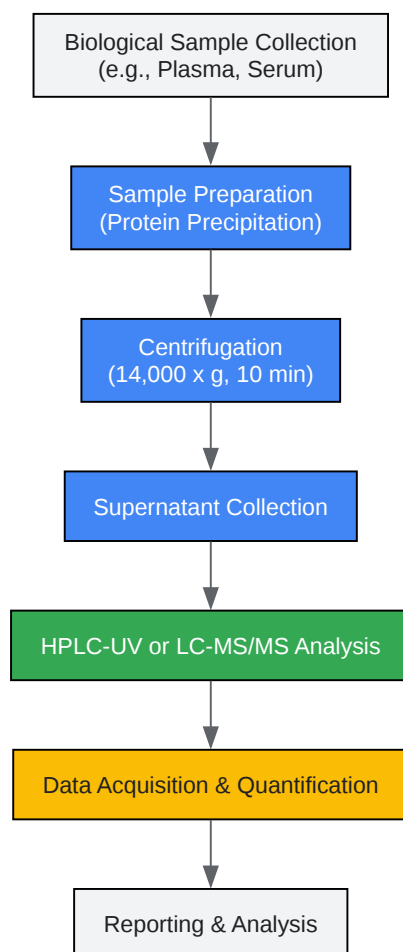 Biological Sample Collection
(e.g., Plasma, Serum)
Sample Preparation
(Protein Precipitation)
Centrifugation
(14,000 x g, 10 min)
Supernatant Collection
HPLC-UV or LC-MS/MS Analysis
Data Acquisition & Quantification
Reporting & Analysis